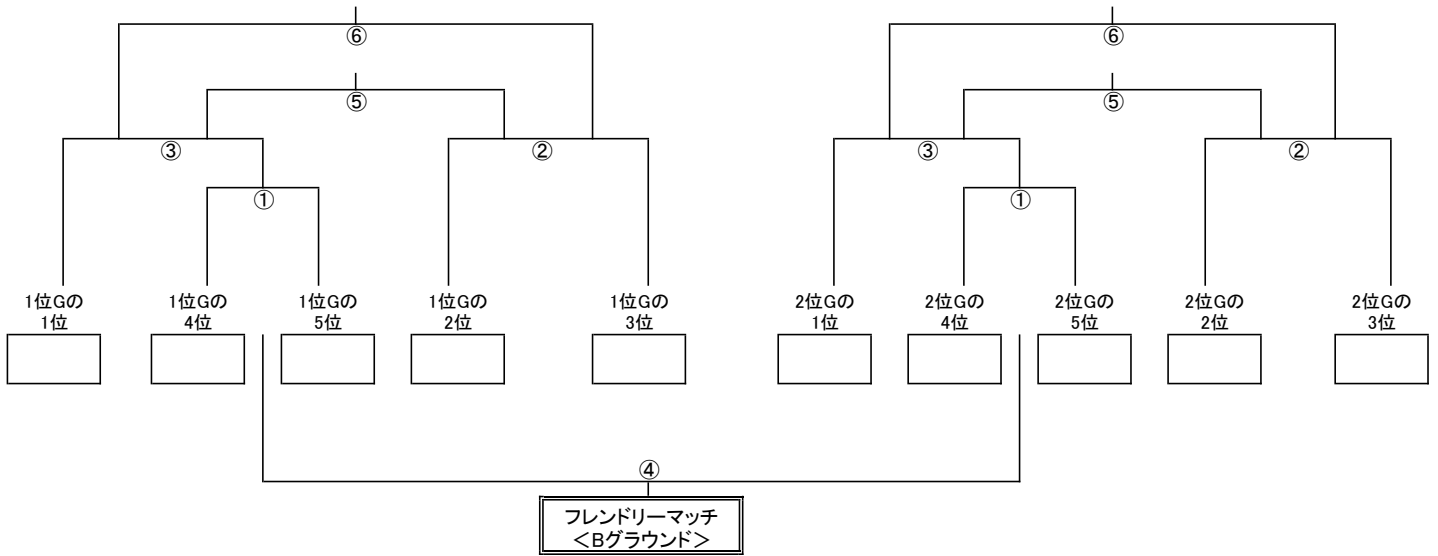 ⑥
⑥
⑤
⑤
③
②
③
②
①
①
1位Gの
1位
1位Gの
4位
1位Gの
5位
1位Gの
2位
1位Gの
3位
2位Gの
1位
2位Gの
4位
2位Gの
5位
2位Gの
2位
2位Gの
3位
④
フレンドリーマッチ
＜Bグラウンド＞